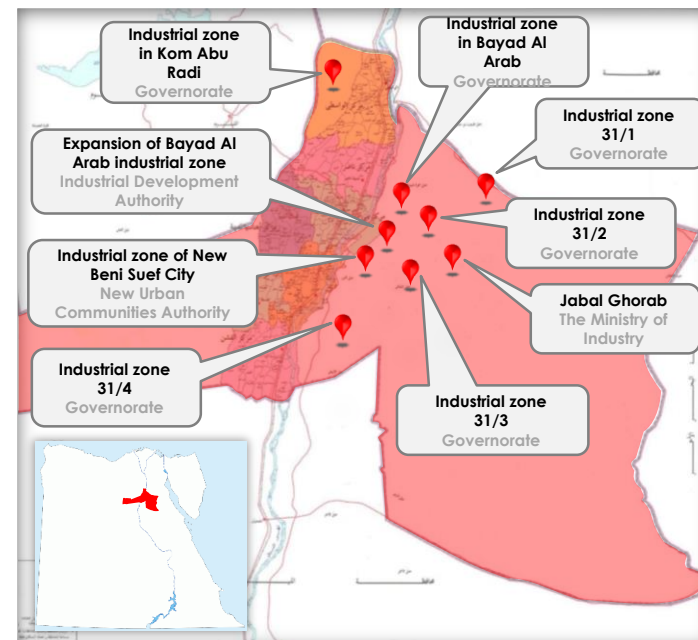 Industrial zone
in Kom Abu
Radi
Governorate
Industrial zone
in Bayad Al
Arab
Governorate
Industrial zone
31/1
Governorate
Expansion of Bayad Al
Arab industrial zone
Industrial Development
Authority
Industrial zone
31/2
Governorate
Industrial zone of New
Beni Suef City
New Urban
Communities Authority
Jabal Ghorab
The Ministry of
Industry
Industrial zone
31/4
Governorate
Industrial zone
31/3
Governorate